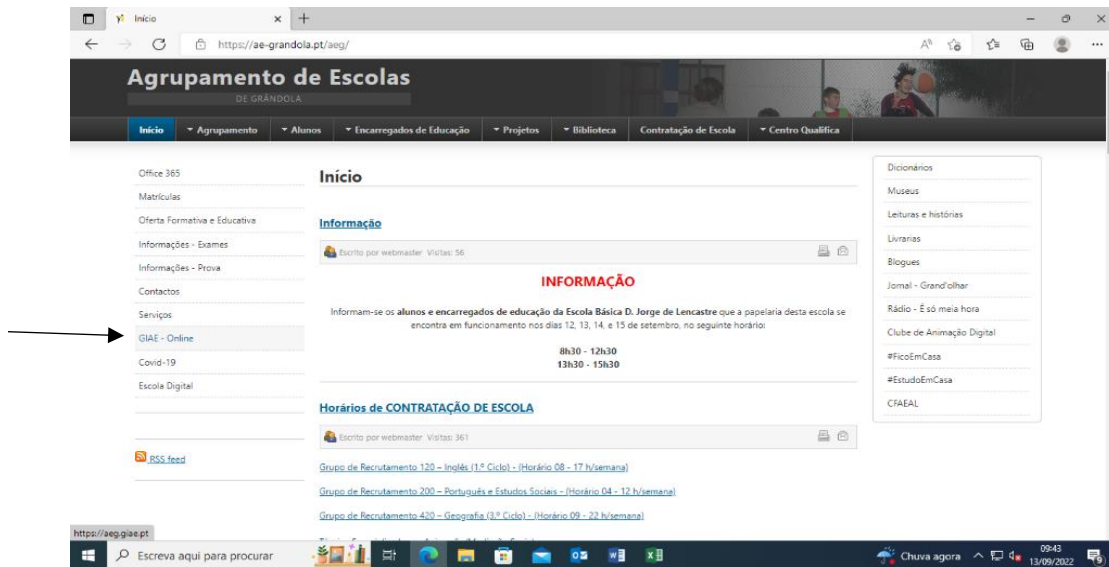 Início
https://ae-grandola.pt/aeg/
Agrupamento de Escolas
DE GRÂNDOLA
Início
Agrupamento
Alunos
Encarregados de Educação
Projetos
Biblioteca
Contratação de Escola
Centro Qualifica
Office 365
Matrículas
Oferta Formativa e Educativa
Informações - Exames
Informações - Prova
Contactos
Serviços
GIAE - Online
Covid-19
Escola Digital
RSS feed
Início
Informação
Escrito por webmaster Visitas: 56
INFORMAÇÃO
Informam-se os alunos e encarregados de educação da Escola Básica D. Jorge de Lencastre que a papelaria desta escola se
encontra em funcionamento nos dias 12, 13, 14, e 15 de setembro, no seguinte horário:
8h30 - 12h30
13h30 - 15h30
Horários de CONTRATAÇÃO DE ESCOLA
Escrito por webmaster Visitas: 361
Grupo de Recrutamento 120 – Inglês (1.º Ciclo) - (Horário 08 - 17 h/semana)
Grupo de Recrutamento 200 – Português e Estudos Sociais - (Horário 04 - 12 h/semana)
Grupo de Recrutamento 420 – Geografia (3.º Ciclo) - (Horário 09 - 22 h/semana)
Dicionários
Museus
Leituras e histórias
Livrarias
Blogues
Jornal - Grand'olhar
Rádio - É só meia hora
Clube de Animação Digital
#FicoEmCasa
#EstudoEmCasa
CFAEAL
https://aeg.giae.pt
Escreva aqui para procurar
Chuva agora
09:43
13/09/2022